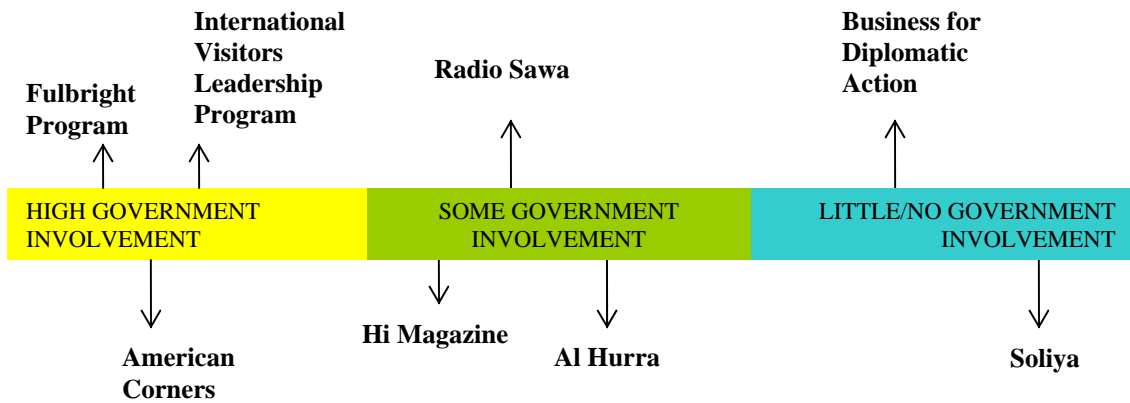 International
Visitors
Leadership
Program
Business for
Diplomatic
Action
Radio Sawa
Fulbright
Program
HIGH GOVERNMENT
INVOLVEMENT
SOME GOVERNMENT
INVOLVEMENT
LITTLE/NO GOVERNMENT
INVOLVEMENT
Hi Magazine
American
Corners
Al Hurra
Soliya